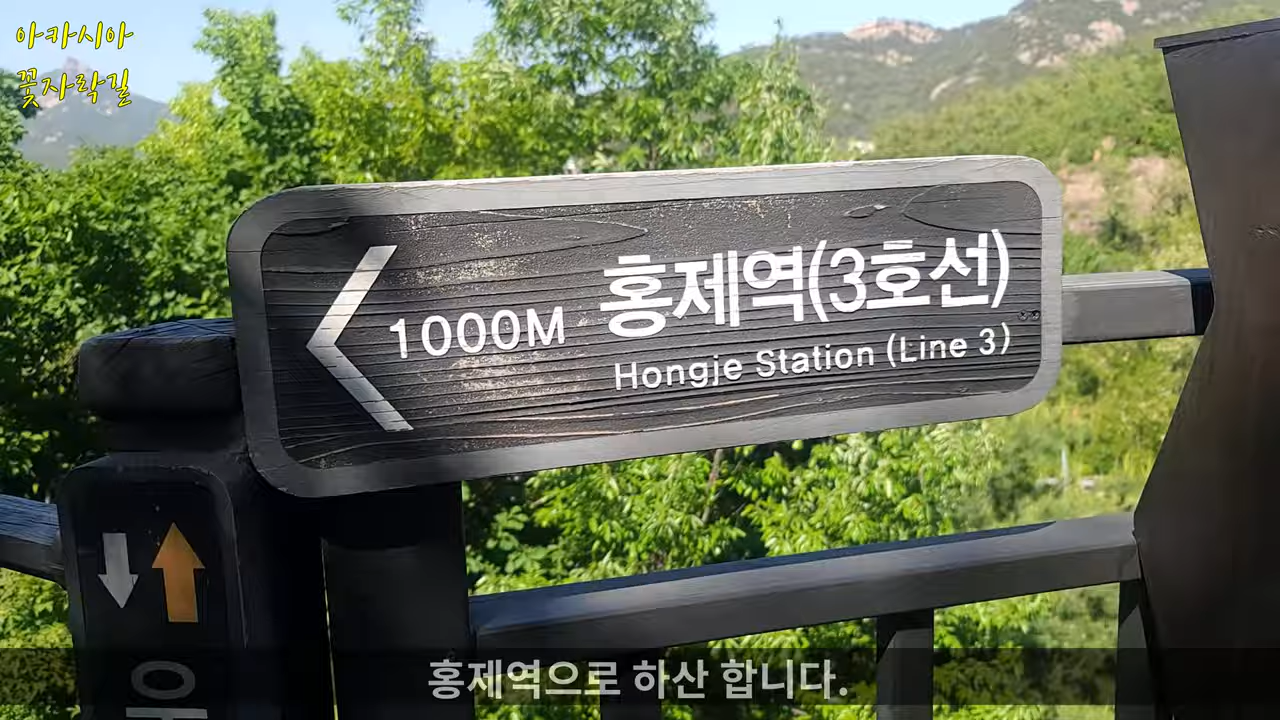 아카시아
꽃자락길
1000M 홍제역(3호선)
Hongje Station (Line 3)
홍제역으로 하산 합니다.